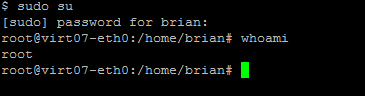 $ sudo su
[sudo] password for brian:
root@virt07-eth0:/home/brian# whoami
root
root@virt07-eth0:/home/brian#